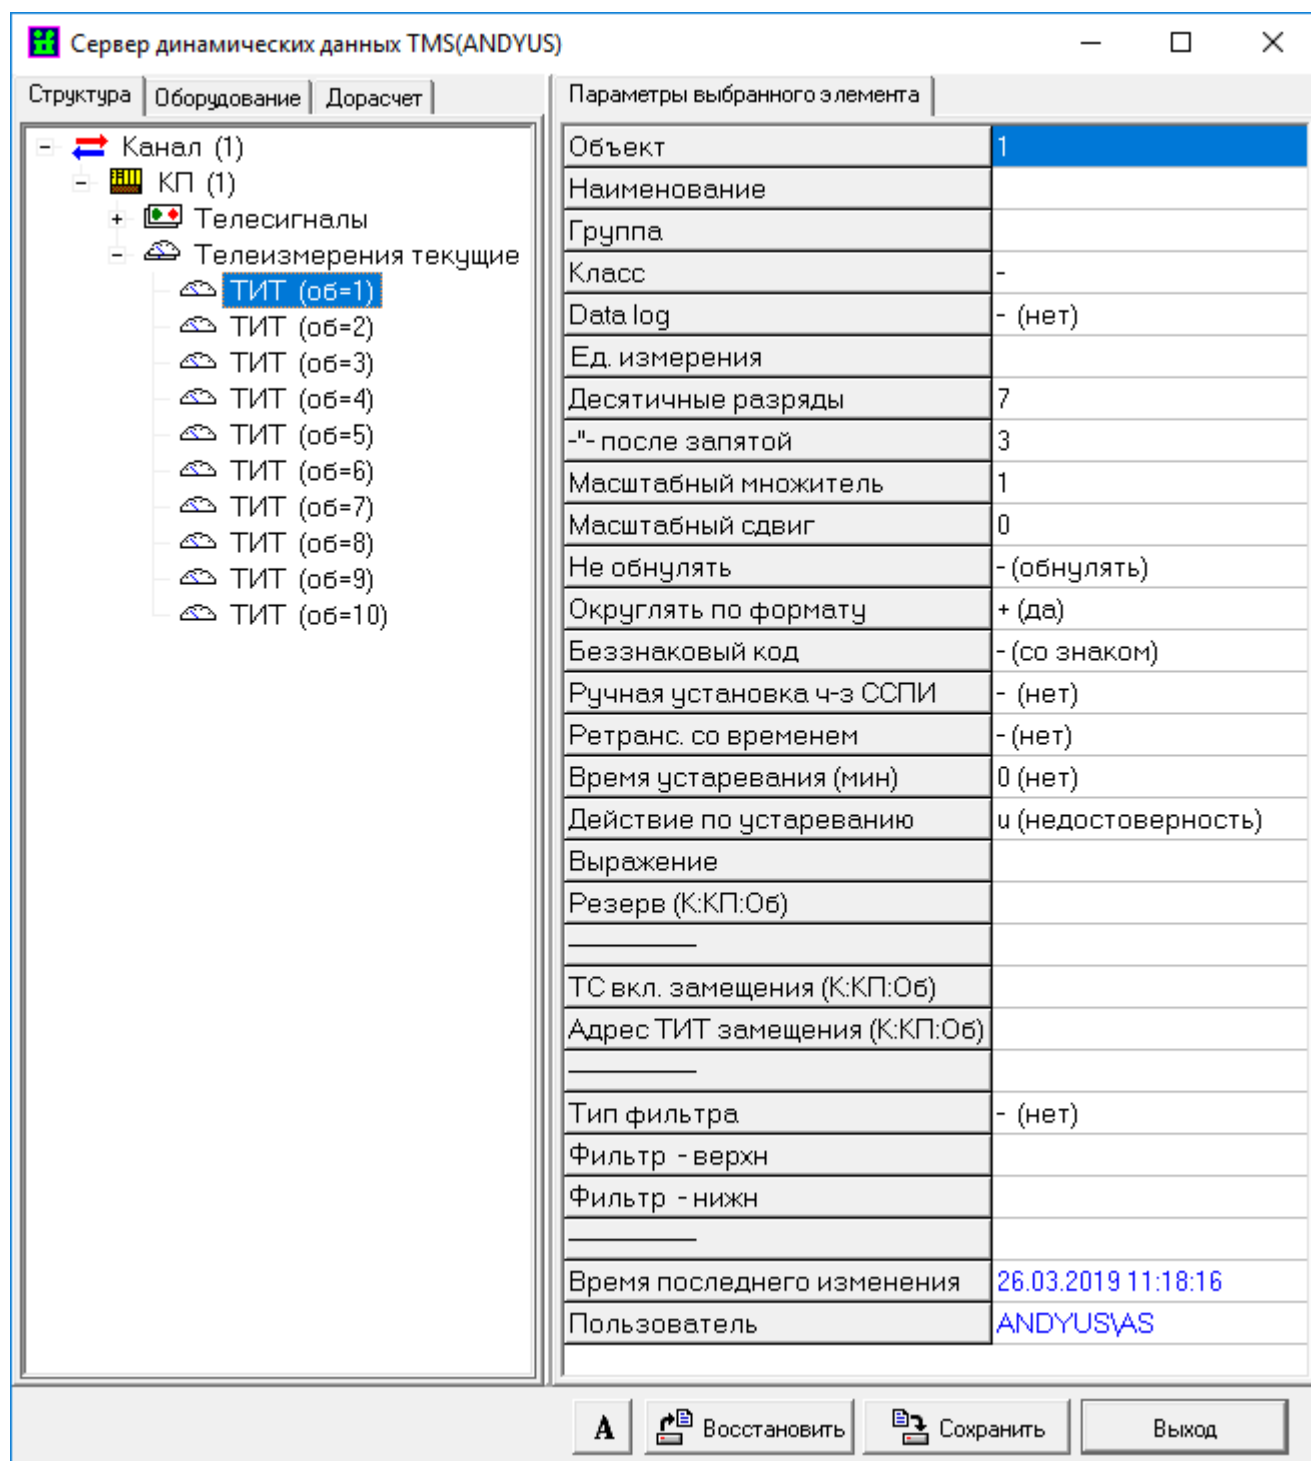 Сервер динамических данных TMS(ANDYUS)
Структура Оборудование Дорасчет
Канал (1)
КП (1)
Телесигналы
Телеизмерения текущие
ТИТ (об=1)
ТИТ (об=2)
ТИТ (об=3)
ТИТ (об=4)
ТИТ (об=5)
ТИТ (об=6)
ТИТ (об=7)
ТИТ (об=8)
ТИТ (об=9)
ТИТ (об=10)
Параметры выбранного элемента
Объект 1
Наименование
Группа
Класс -
Data log - (нет)
Ед. измерения
Десятичные разряды 7
-"- после запятой 3
Масштабный множитель 1
Масштабный сдвиг 0
Не обнулять - (обнулять)
Округлять по формату + (да)
Беззнаковый код - (со знаком)
Ручная установка ч-з ССПИ - (нет)
Ретранс. со временем - (нет)
Время устаревания (мин) 0 (нет)
Действие по устареванию u (недостоверность)
Выражение
Резерв (К:КП:Об)
ТС вкл. замещения (К:КП:Об)
Адрес ТИТ замещения (К:КП:Об)
Тип фильтра - (нет)
Фильтр - верхн
Фильтр - нижн
Время последнего изменения 26.03.2019 11:18:16
Пользователь ANDYUS\AS
A Восстановить Сохранить Выход